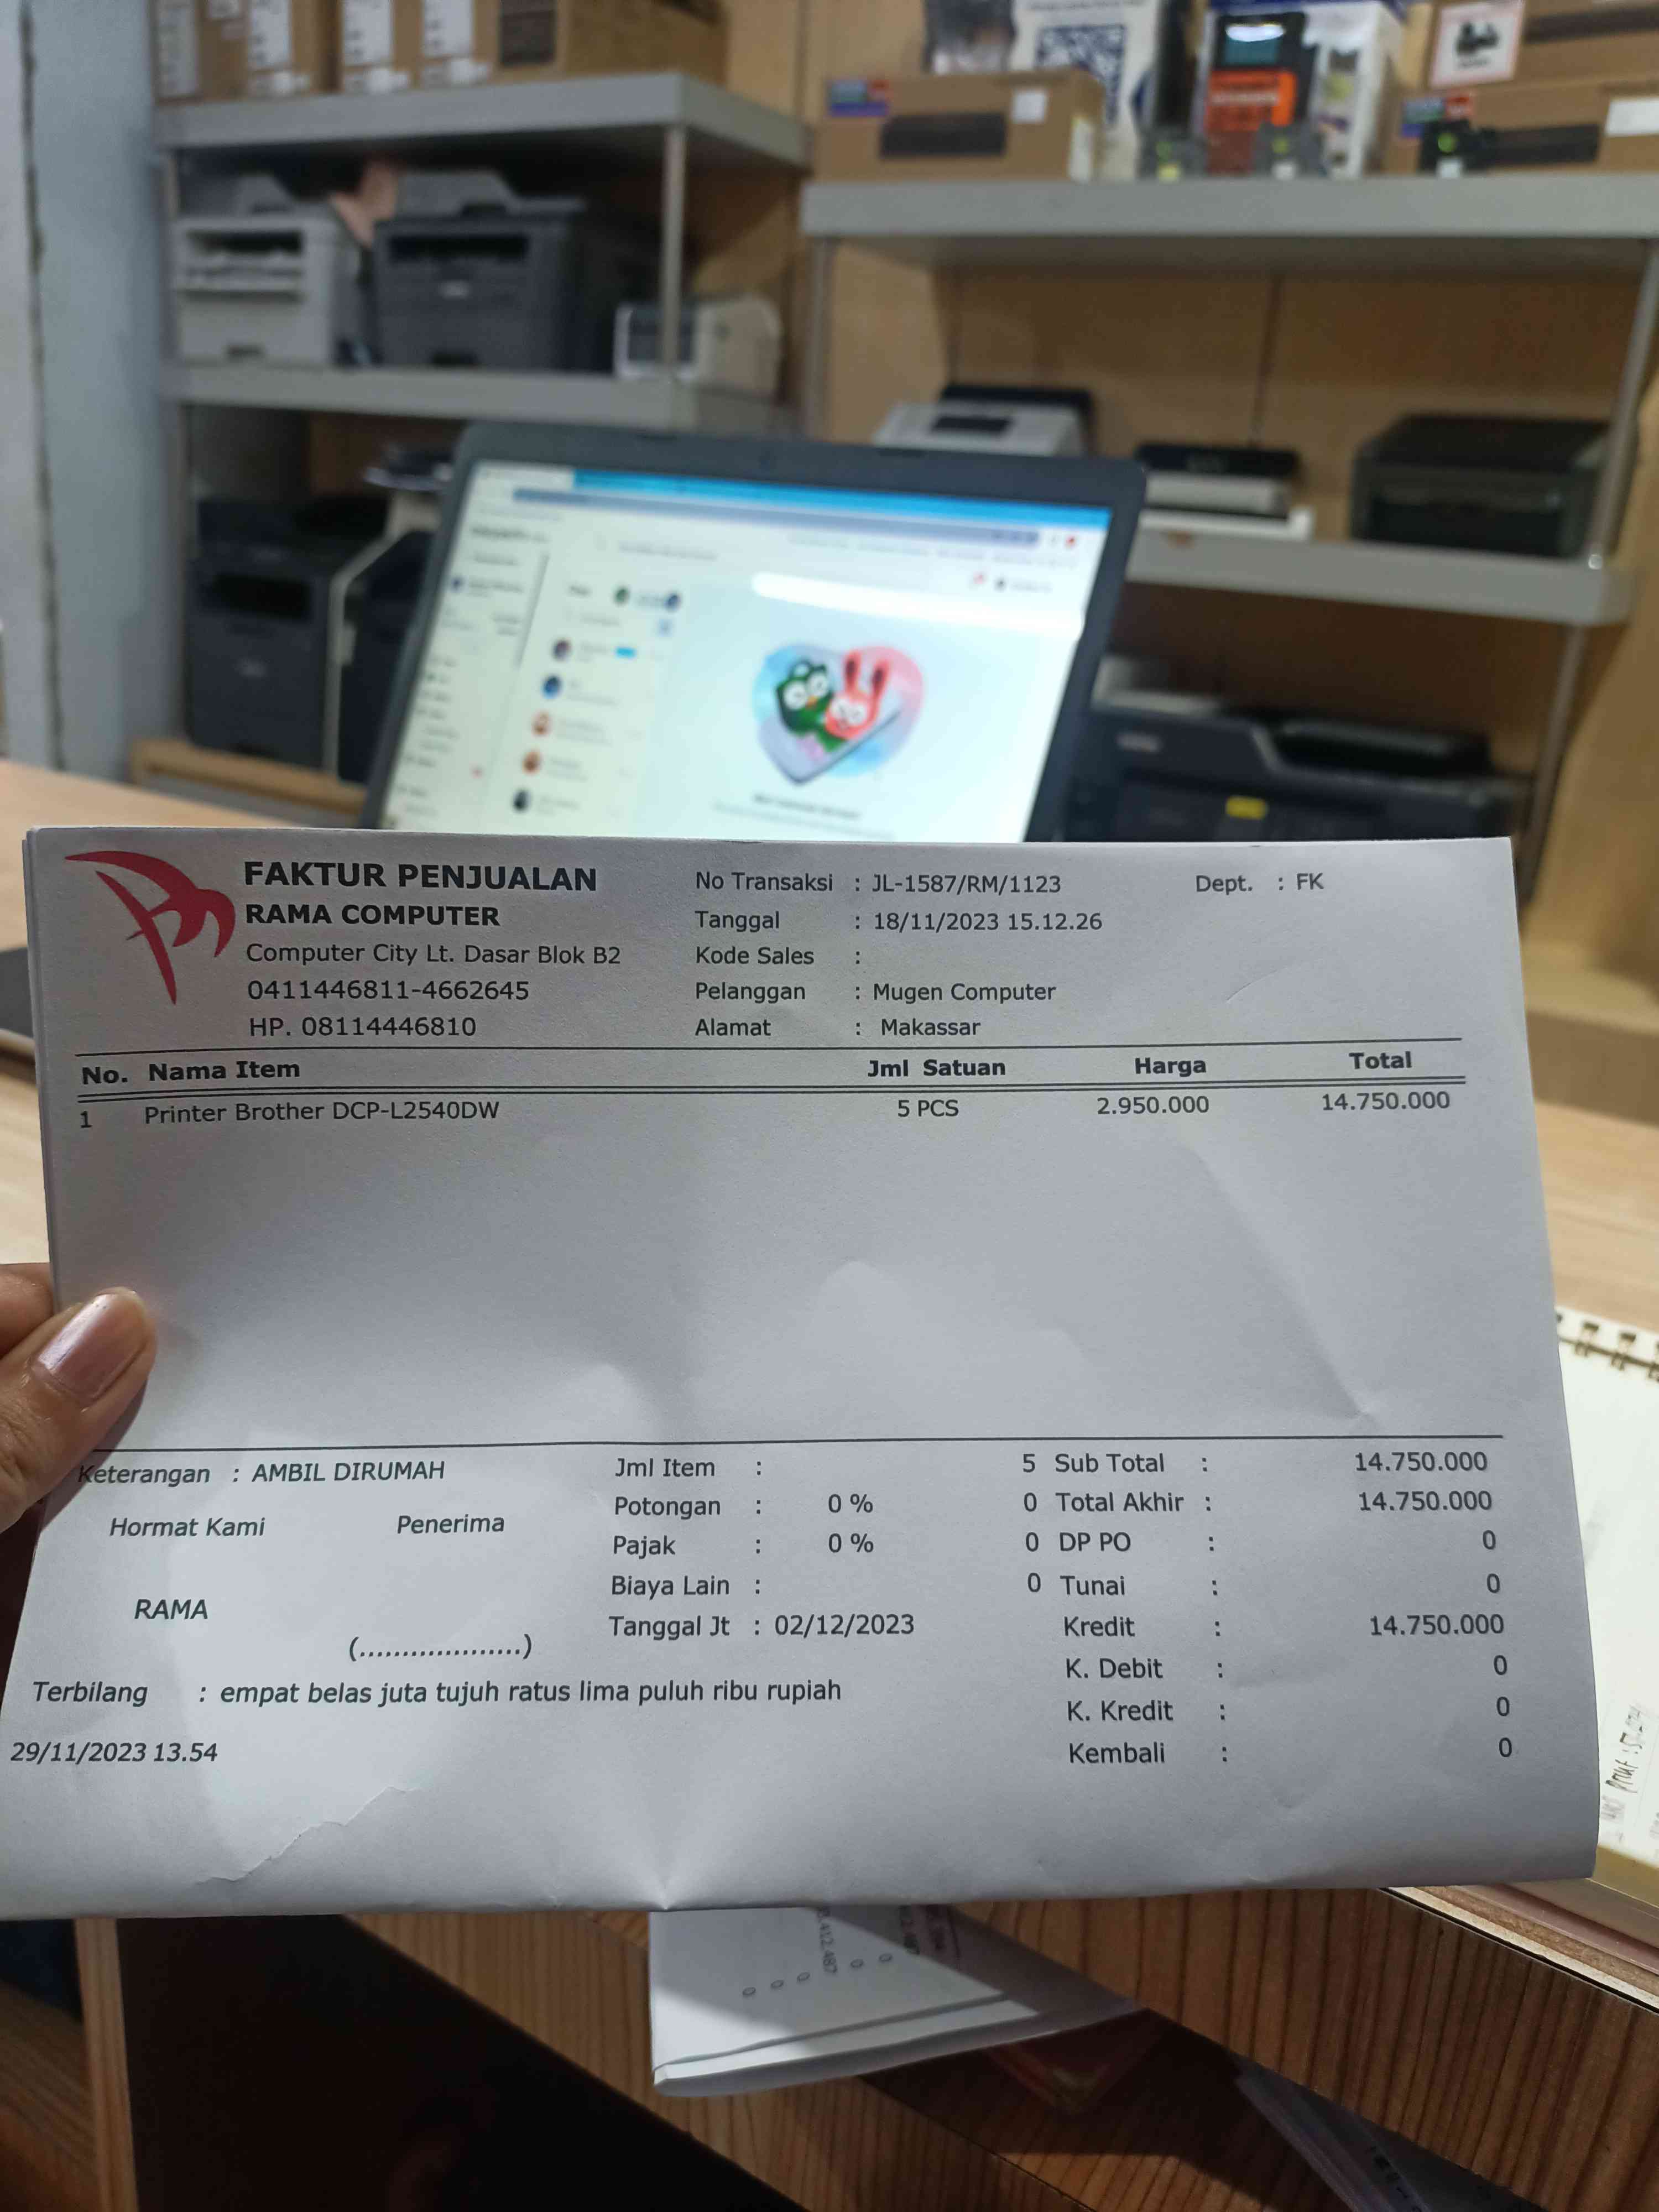 FAKTUR PENJUALAN
RAMA COMPUTER
Computer City Lt. Dasar Blok B2
0411446811-4662645
HP. 08114446810
No Transaksi : JL-1587/RM/1123
Dept. : FK
Tanggal : 18/11/2023 15.12.26
Kode Sales :
Pelanggan : Mugen Computer
Alamat : Makassar
No. Nama Item Jml Satuan Harga Total
1 Printer Brother DCP-L2540DW 5 PCS 2.950.000 14.750.000
Keterangan : AMBIL DIRUMAH
Hormat Kami Penerima
RAMA
(...................)
Jml Item : 5
Potongan : 0 % 0
Pajak : 0 % 0
Biaya Lain : 0
Tanggal Jt : 02/12/2023
Sub Total : 14.750.000
Total Akhir : 14.750.000
DP PO : 0
Tunai : 0
Kredit : 14.750.000
K. Debit : 0
K. Kredit : 0
Kembali : 0
Terbilang : empat belas juta tujuh ratus lima puluh ribu rupiah
29/11/2023 13.54
0
0
0
0
0